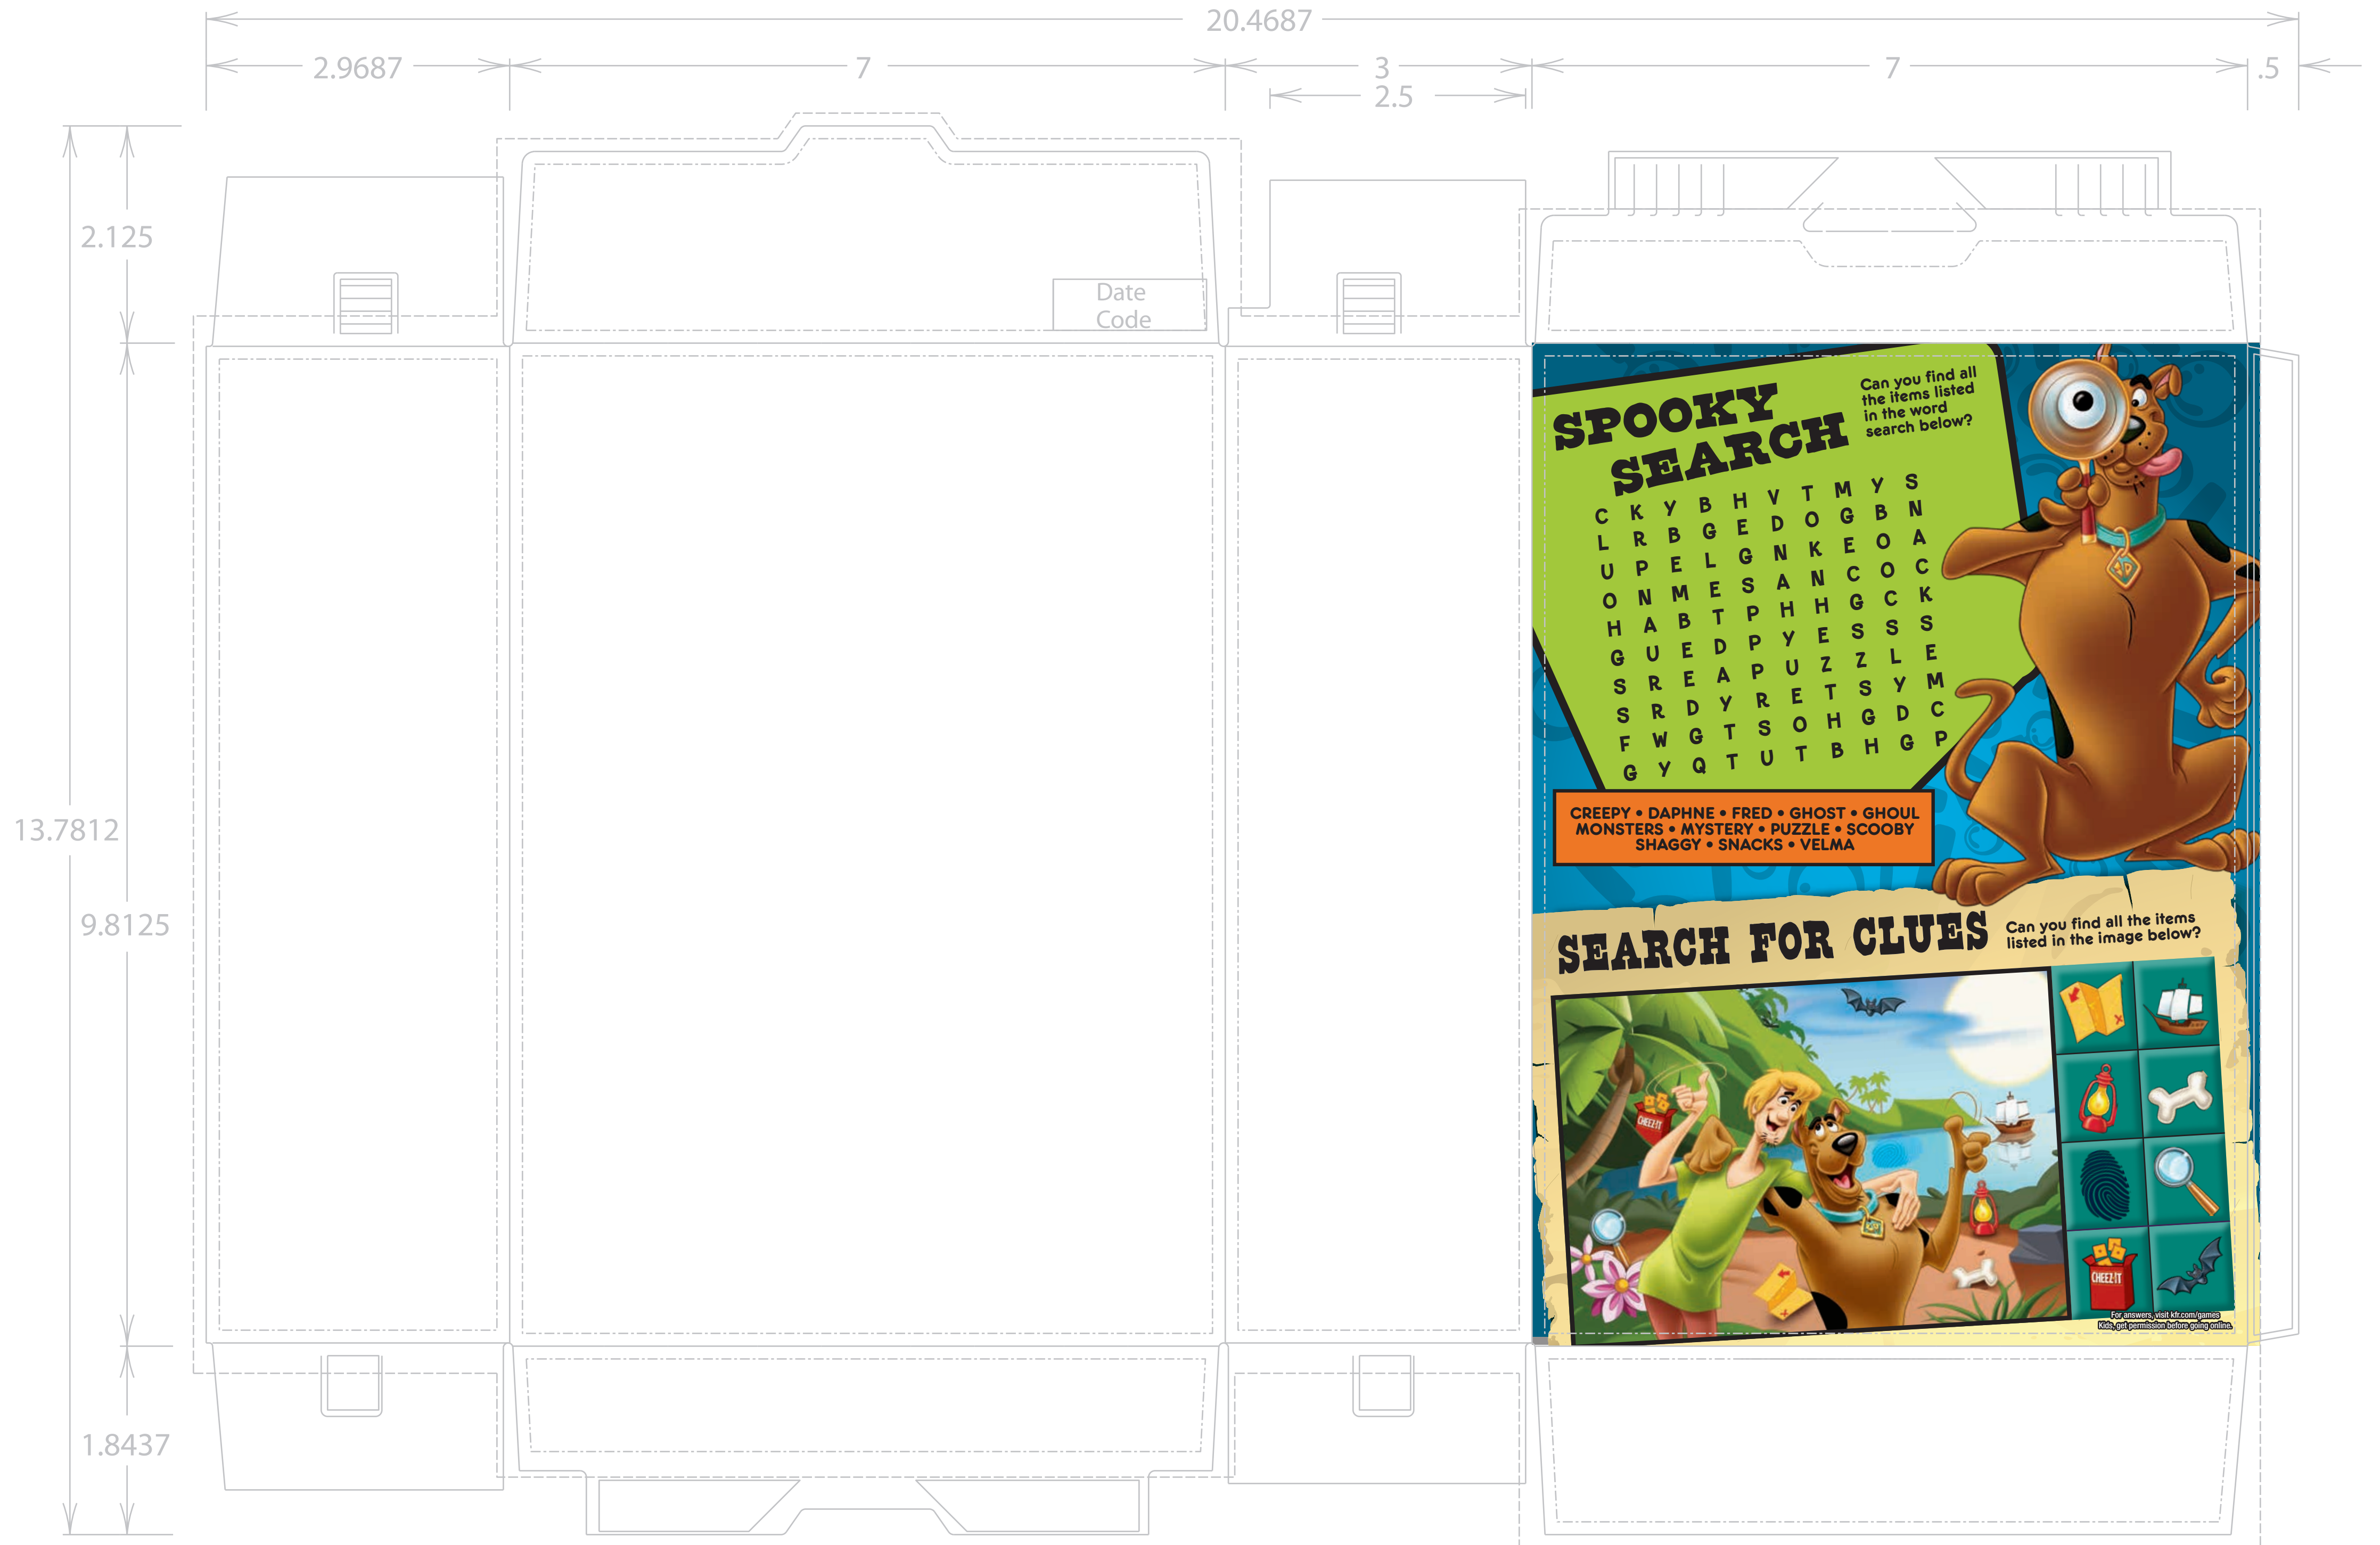 20.4687
2.9687
7
3
7
.5
2.5
2.125
Date
Code
13.7812
9.8125
1.8437
SPOOKY
SEARCH
Can you find all
the items listed
in the word
search below?
C K Y B H V T M Y S
L R B G E D O G B N
U P E L G N K E O A
O N M E S A N C O C
H A B T P H H G C K
G U E D P Y E S S S
S R E A P U Z Z L E
S R D Y R E T S Y M
F W G T S O H G D C
G Y Q T U T B H G P
CREEPY • DAPHNE • FRED • GHOST • GHOUL
MONSTERS • MYSTERY • PUZZLE • SCOOBY
SHAGGY • SNACKS • VELMA
SD
SEARCH FOR CLUES
Can you find all the items
listed in the image below?
CHEEZ-IT
SD
CHEEZ-IT
For answers, visit kfr.com/games
Kids, get permission before going online.